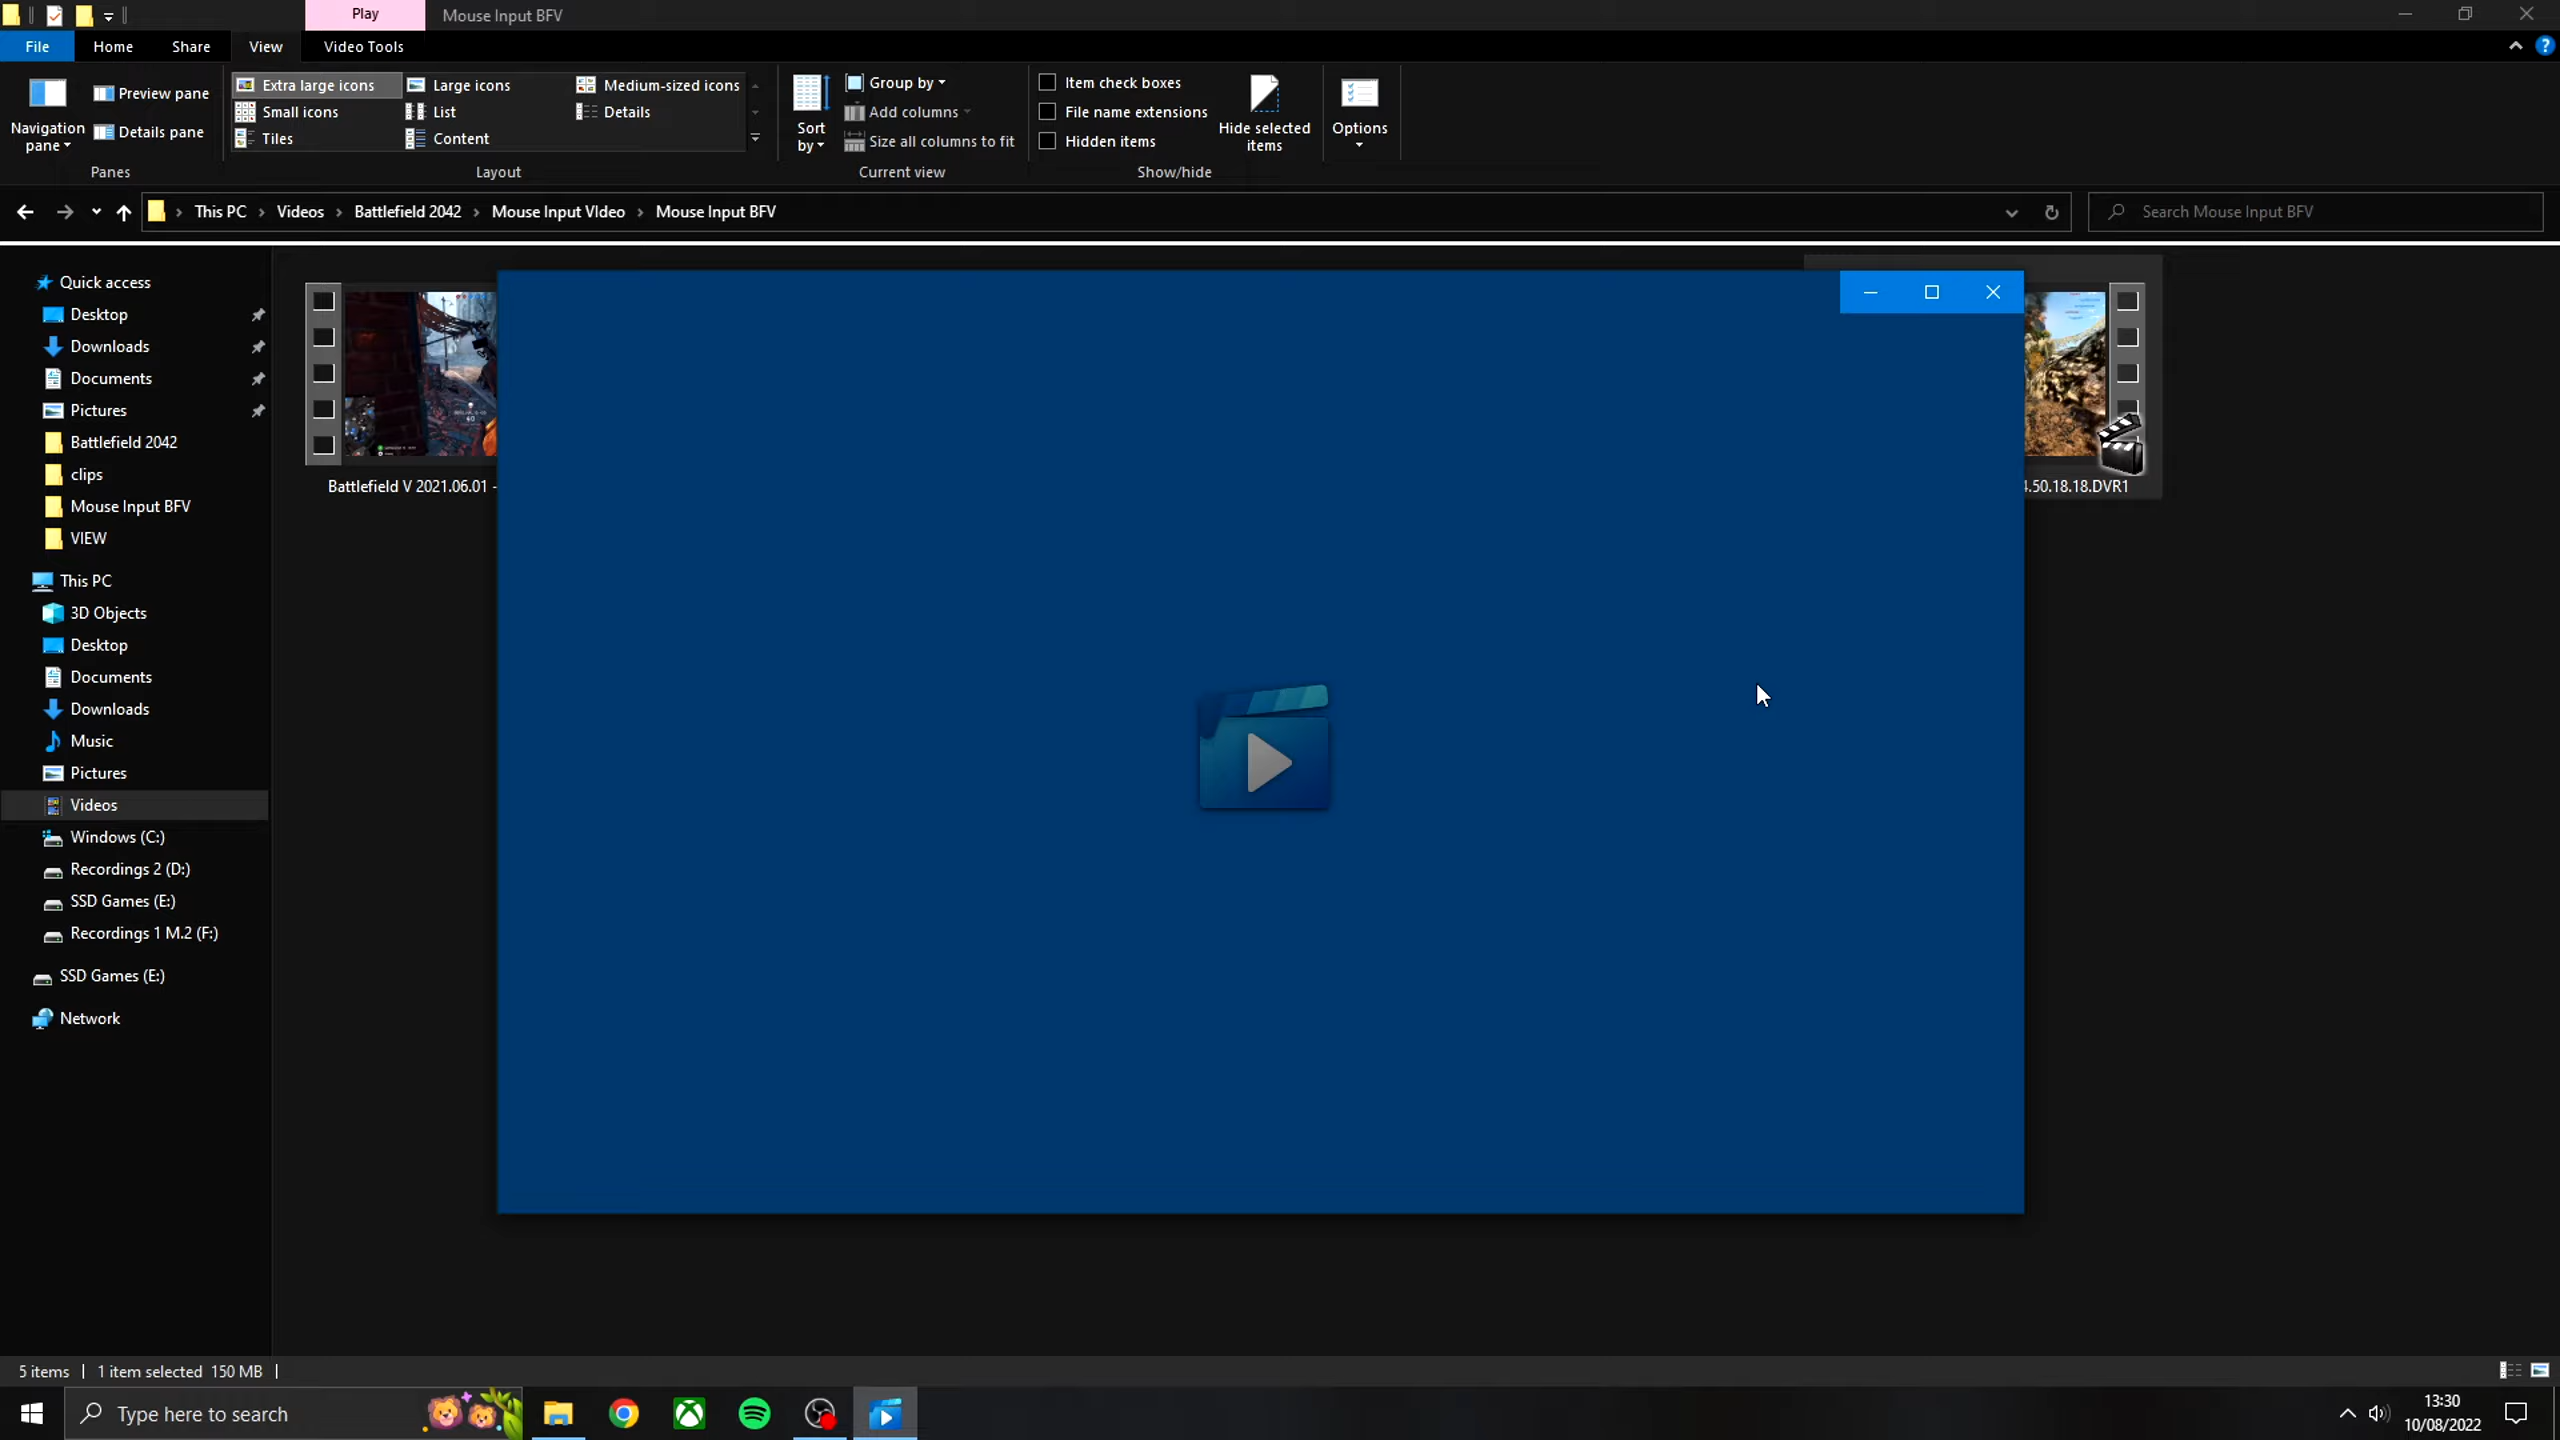 Play
Mouse Input BFV
File
Home
Share
View
Video Tools
Navigation
pane
Preview pane
Details pane
Panes
Extra large icons
Large icons
Medium-sized icons
Small icons
List
Details
Tiles
Content
Layout
Sort
by
Group by
Add columns
Size all columns to fit
Current view
Item check boxes
File name extensions
Hidden items
Hide selected
items
Show/hide
Options
This PC
Videos
Battlefield 2042
Mouse Input VIdeo
Mouse Input BFV
Search Mouse Input BFV
Quick access
Desktop
Downloads
Documents
Pictures
Battlefield 2042
clips
Mouse Input BFV
VIEW
This PC
3D Objects
Desktop
Documents
Downloads
Music
Pictures
Videos
Windows (C:)
Recordings 2 (D:)
SSD Games (E:)
Recordings 1 M.2 (F:)
SSD Games (E:)
Network
Battlefield V 2021.06.01 -
.50.18.18.DVR1
5 items
1 item selected 150 MB
Type here to search
13:30
10/08/2022